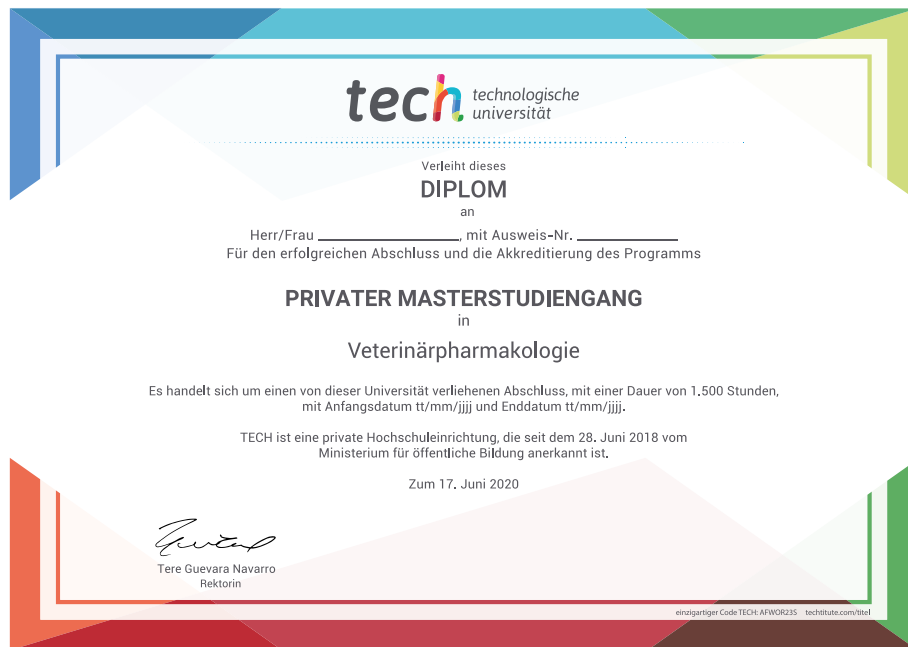 tech technologische
universität
Verleiht dieses
DIPLOM
an
Herr/Frau ____________, mit Ausweis-Nr. ____________
Für den erfolgreichen Abschluss und die Akkreditierung des Programms
PRIVATER MASTERSTUDIENGANG
in
Veterinärpharmakologie
Es handelt sich um einen von dieser Universität verliehenen Abschluss, mit einer Dauer von 1.500 Stunden,
mit Anfangsdatum tt/mm/jjjj und Enddatum tt/mm/jjjj.
TECH ist eine private Hochschuleinrichtung, die seit dem 28. Juni 2018 vom
Ministerium für öffentliche Bildung anerkannt ist.
Zum 17. Juni 2020
Tere Guevara Navarro
Rektorin
einzigartiger Code TECH: AFWOR23S techtitute.com/titel